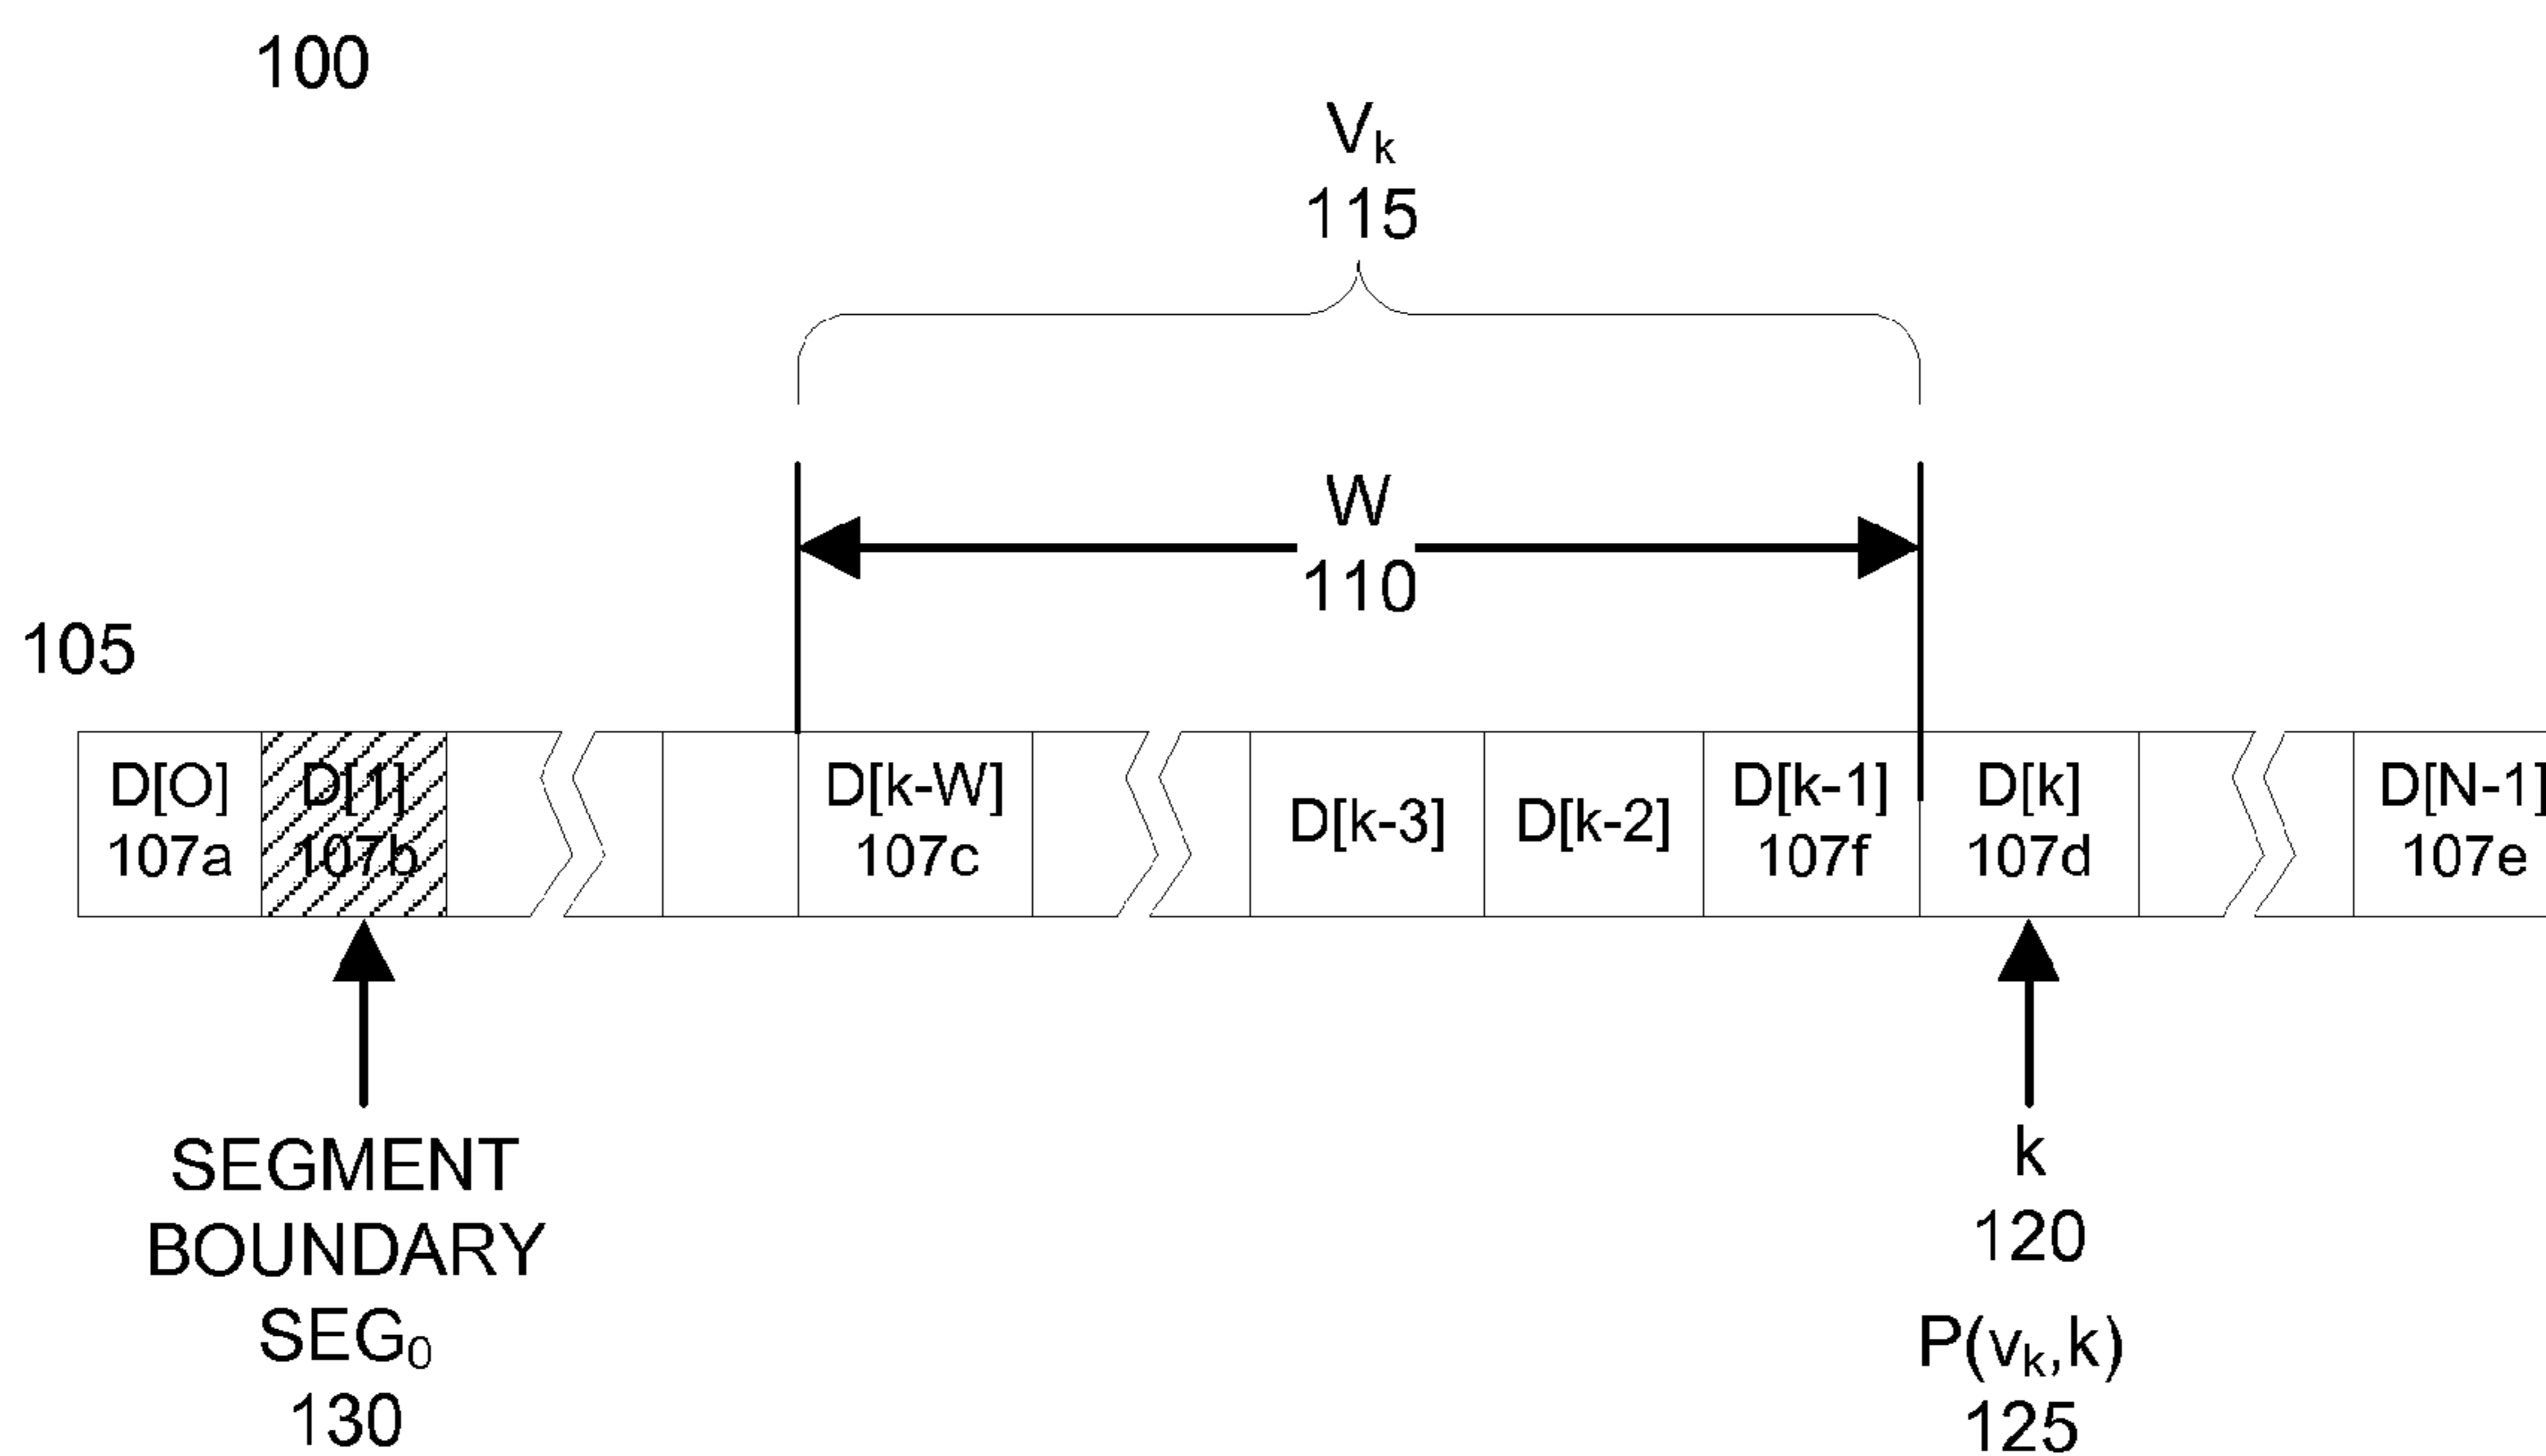 100
Vk
115
W
110
105
D[O]
107a
D[1]
107b
D[k-W]
107c
D[k-3]
D[k-2]
D[k-1]
107f
D[k]
107d
D[N-1]
107e
SEGMENT
BOUNDARY
SEG0
130
k
120
P(vk,k)
125